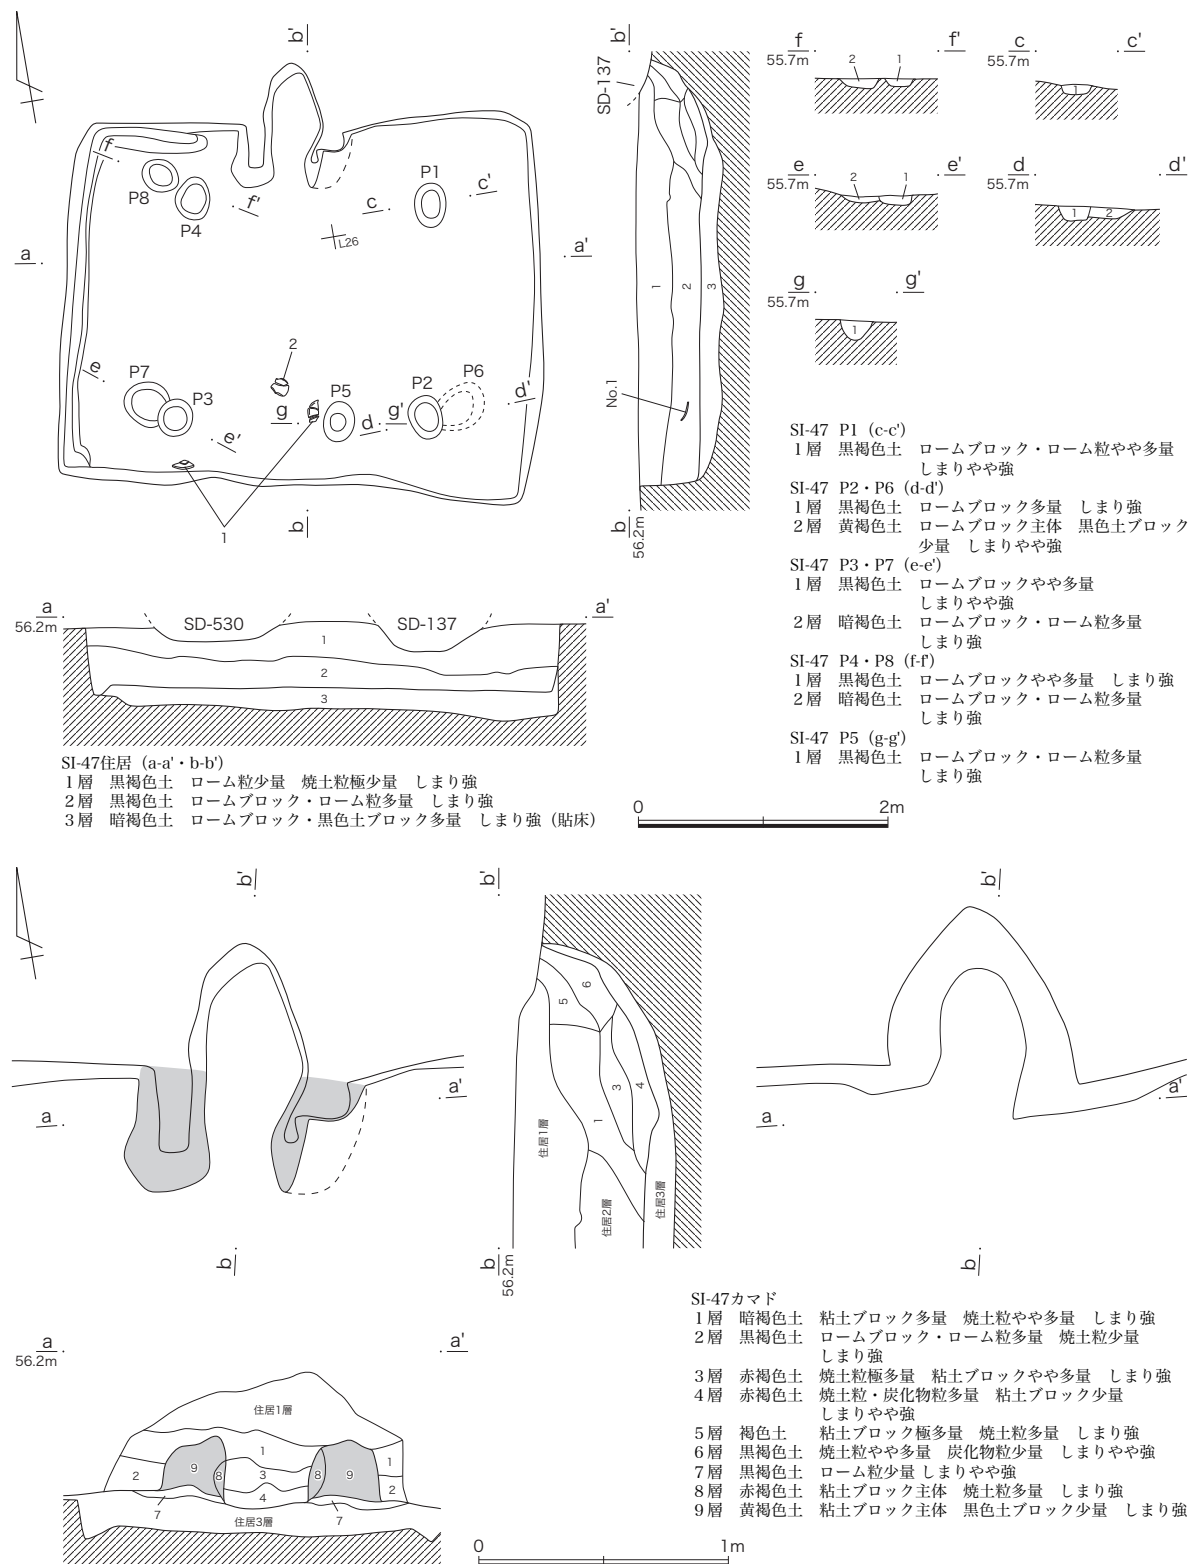 b'
f
P8
P4
f'
P1
c
c'
L26
a
a'
e
P7
P3
e'
2
g
P5
d
g'
P2
P6
d'
1
b
b'
SD-137
1
2
3
No.1
b
56.2m
f
55.7m
f'
2
1
c
55.7m
c'
1
e
55.7m
e'
2
1
d
55.7m
d'
1
2
g
55.7m
g'
1
SI-47 P1（c-c'）
1層 黒褐色土 ロームブロック・ローム粒やや多量
しまりやや強
SI-47 P2・P6（d-d'）
1層 黒褐色土 ロームブロック多量 しまり強
2層 黄褐色土 ロームブロック主体 黒色土ブロック
少量 しまりやや強
SI-47 P3・P7（e-e'）
1層 黒褐色土 ロームブロックやや多量
しまりやや強
2層 暗褐色土 ロームブロック・ローム粒多量
しまり強
SI-47 P4・P8（f-f'）
1層 黒褐色土 ロームブロックやや多量 しまり強
2層 暗褐色土 ロームブロック・ローム粒多量
しまり強
SI-47 P5（g-g'）
1層 黒褐色土 ロームブロック・ローム粒多量
しまり強
a
56.2m
a'
SD-530
SD-137
1
2
3
SI-47住居（a-a'・b-b'）
1層 黒褐色土 ローム粒少量 焼土粒極少量 しまり強
2層 黒褐色土 ロームブロック・ローム粒多量 しまり強
3層 暗褐色土 ロームブロック・黒色土ブロック多量 しまり強（貼床）
0 2m
b'
a
a'
b
b'
5
6
3
4
1
住居1層
住居2層
住居3層
b
56.2m
b'
a
a'
b
a
56.2m
a'
住居1層
1
9
8
3
8
9
1
2
4
2
7
住居3層
7
0 1m
SI-47カマド
1層 暗褐色土 粘土ブロック多量 焼土粒やや多量 しまり強
2層 黒褐色土 ロームブロック・ローム粒多量 焼土粒少量
しまり強
3層 赤褐色土 焼土粒極多量 粘土ブロックやや多量 しまり強
4層 赤褐色土 焼土粒・炭化物粒多量 粘土ブロック少量
しまりやや強
5層 褐色土 粘土ブロック極多量 焼土粒多量 しまり強
6層 黒褐色土 焼土粒やや多量 炭化物粒少量 しまりやや強
7層 黒褐色土 ローム粒少量 しまりやや強
8層 赤褐色土 粘土ブロック主体 焼土粒多量 しまり強
9層 黄褐色土 粘土ブロック主体 黒色土ブロック少量 しまり強